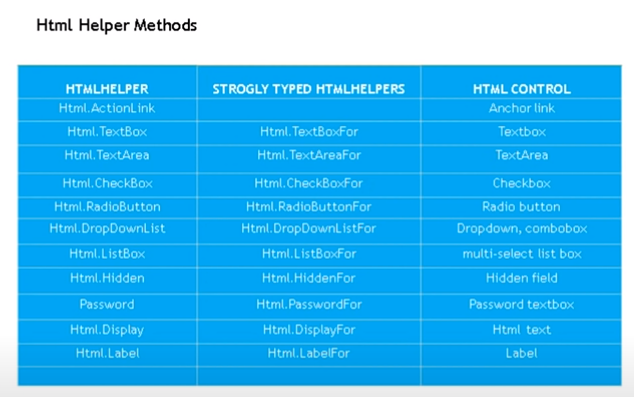 Html Helper Methods
HTMLHELPER STROGLY TYPED HTMLHELPERS HTML CONTROL
Html.ActionLink Anchor link
Html.TextBox Html.TextBoxFor Textbox
Html.TextArea Html.TextAreaFor TextArea
Html.CheckBox Html.CheckBoxFor Checkbox
Html.RadioButton Html.RadioButtonFor Radio button
Html.DropDownList Html.DropDownListFor Dropdown, combobox
Html.ListBox Html.ListBoxFor multi-select list box
Html.Hidden Html.HiddenFor Hidden field
Password Html.PasswordFor Password textbox
Html.Display Html.DisplayFor Html text
Html.Label Html.LabelFor Label